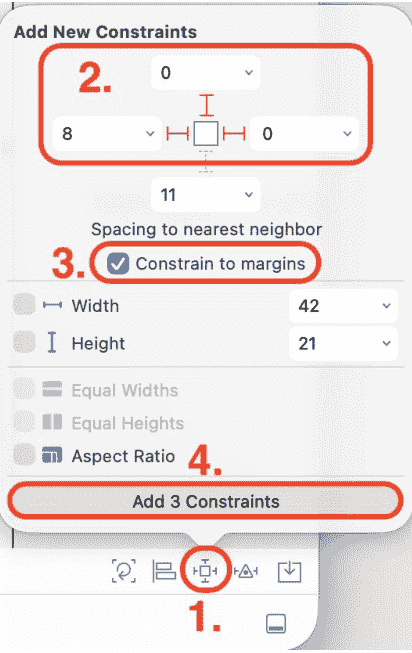 Add New Constraints
2.
0
8
0
11
Spacing to nearest neighbor
3.
Constrain to margins
Width
42
Height
21
Equal Widths
Equal Heights
Aspect Ratio
4.
Add 3 Constraints
1.